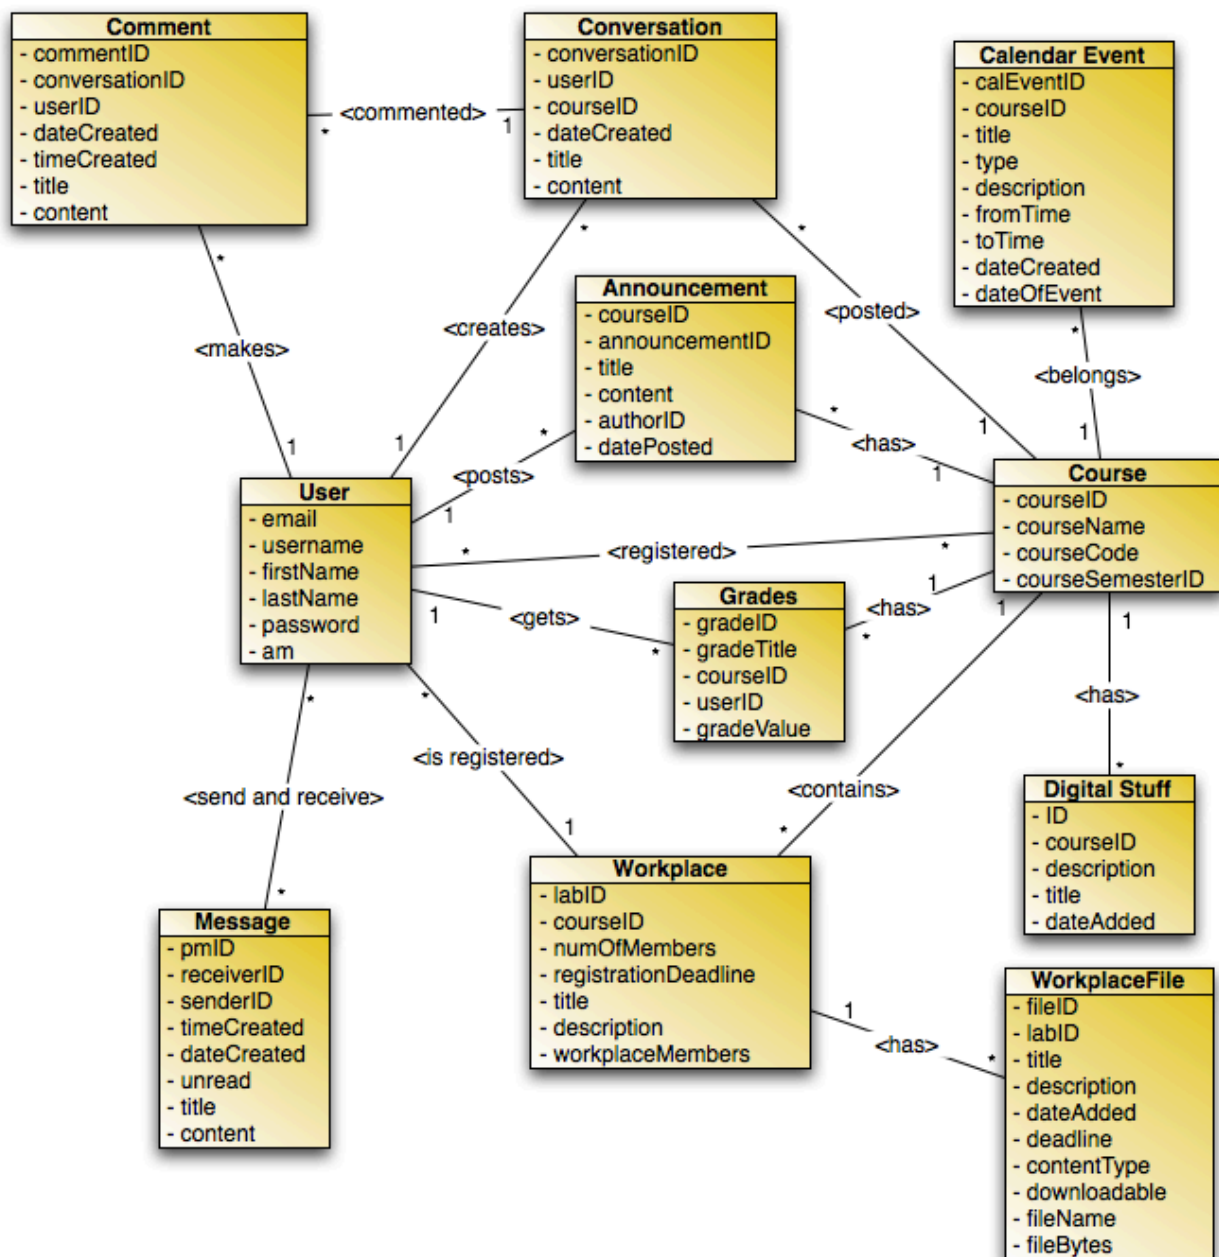 Comment
- commentID
- conversationID
- userID
- dateCreated
- timeCreated
- title
- content
Conversation
- conversationID
- userID
- courseID
- dateCreated
- title
- content
Calendar Event
- calEventID
- courseID
- title
- type
- description
- fromTime
- toTime
- dateCreated
- dateOfEvent
* <commented> 1
*
*
*
*
Announcement
- courseID
- announcementID
- title
- content
- authorID
- datePosted
<makes>
<creates>
<posted>
<belongs>
*
*
<has>
<posts>
1
1
1
1
1
1
User
- email
- username
- firstName
- lastName
- password
- am
Course
- courseID
- courseName
- courseCode
- courseSemesterID
* <registered> *
1 <gets> *
1
<has>
*
Grades
- gradeID
- gradeTitle
- courseID
- userID
- gradeValue
1
1
<has>
*
*
*
<is registered>
<send and receive>
<contains>
1
*
*
Digital Stuff
- ID
- courseID
- description
- title
- dateAdded
Workplace
- labID
- courseID
- numOfMembers
- registrationDeadline
- title
- description
- workplaceMembers
Message
- pmID
- receiverID
- senderID
- timeCreated
- dateCreated
- unread
- title
- content
1
<has>
*
WorkplaceFile
- fileID
- labID
- title
- description
- dateAdded
- deadline
- contentType
- downloadable
- fileName
- fileBytes